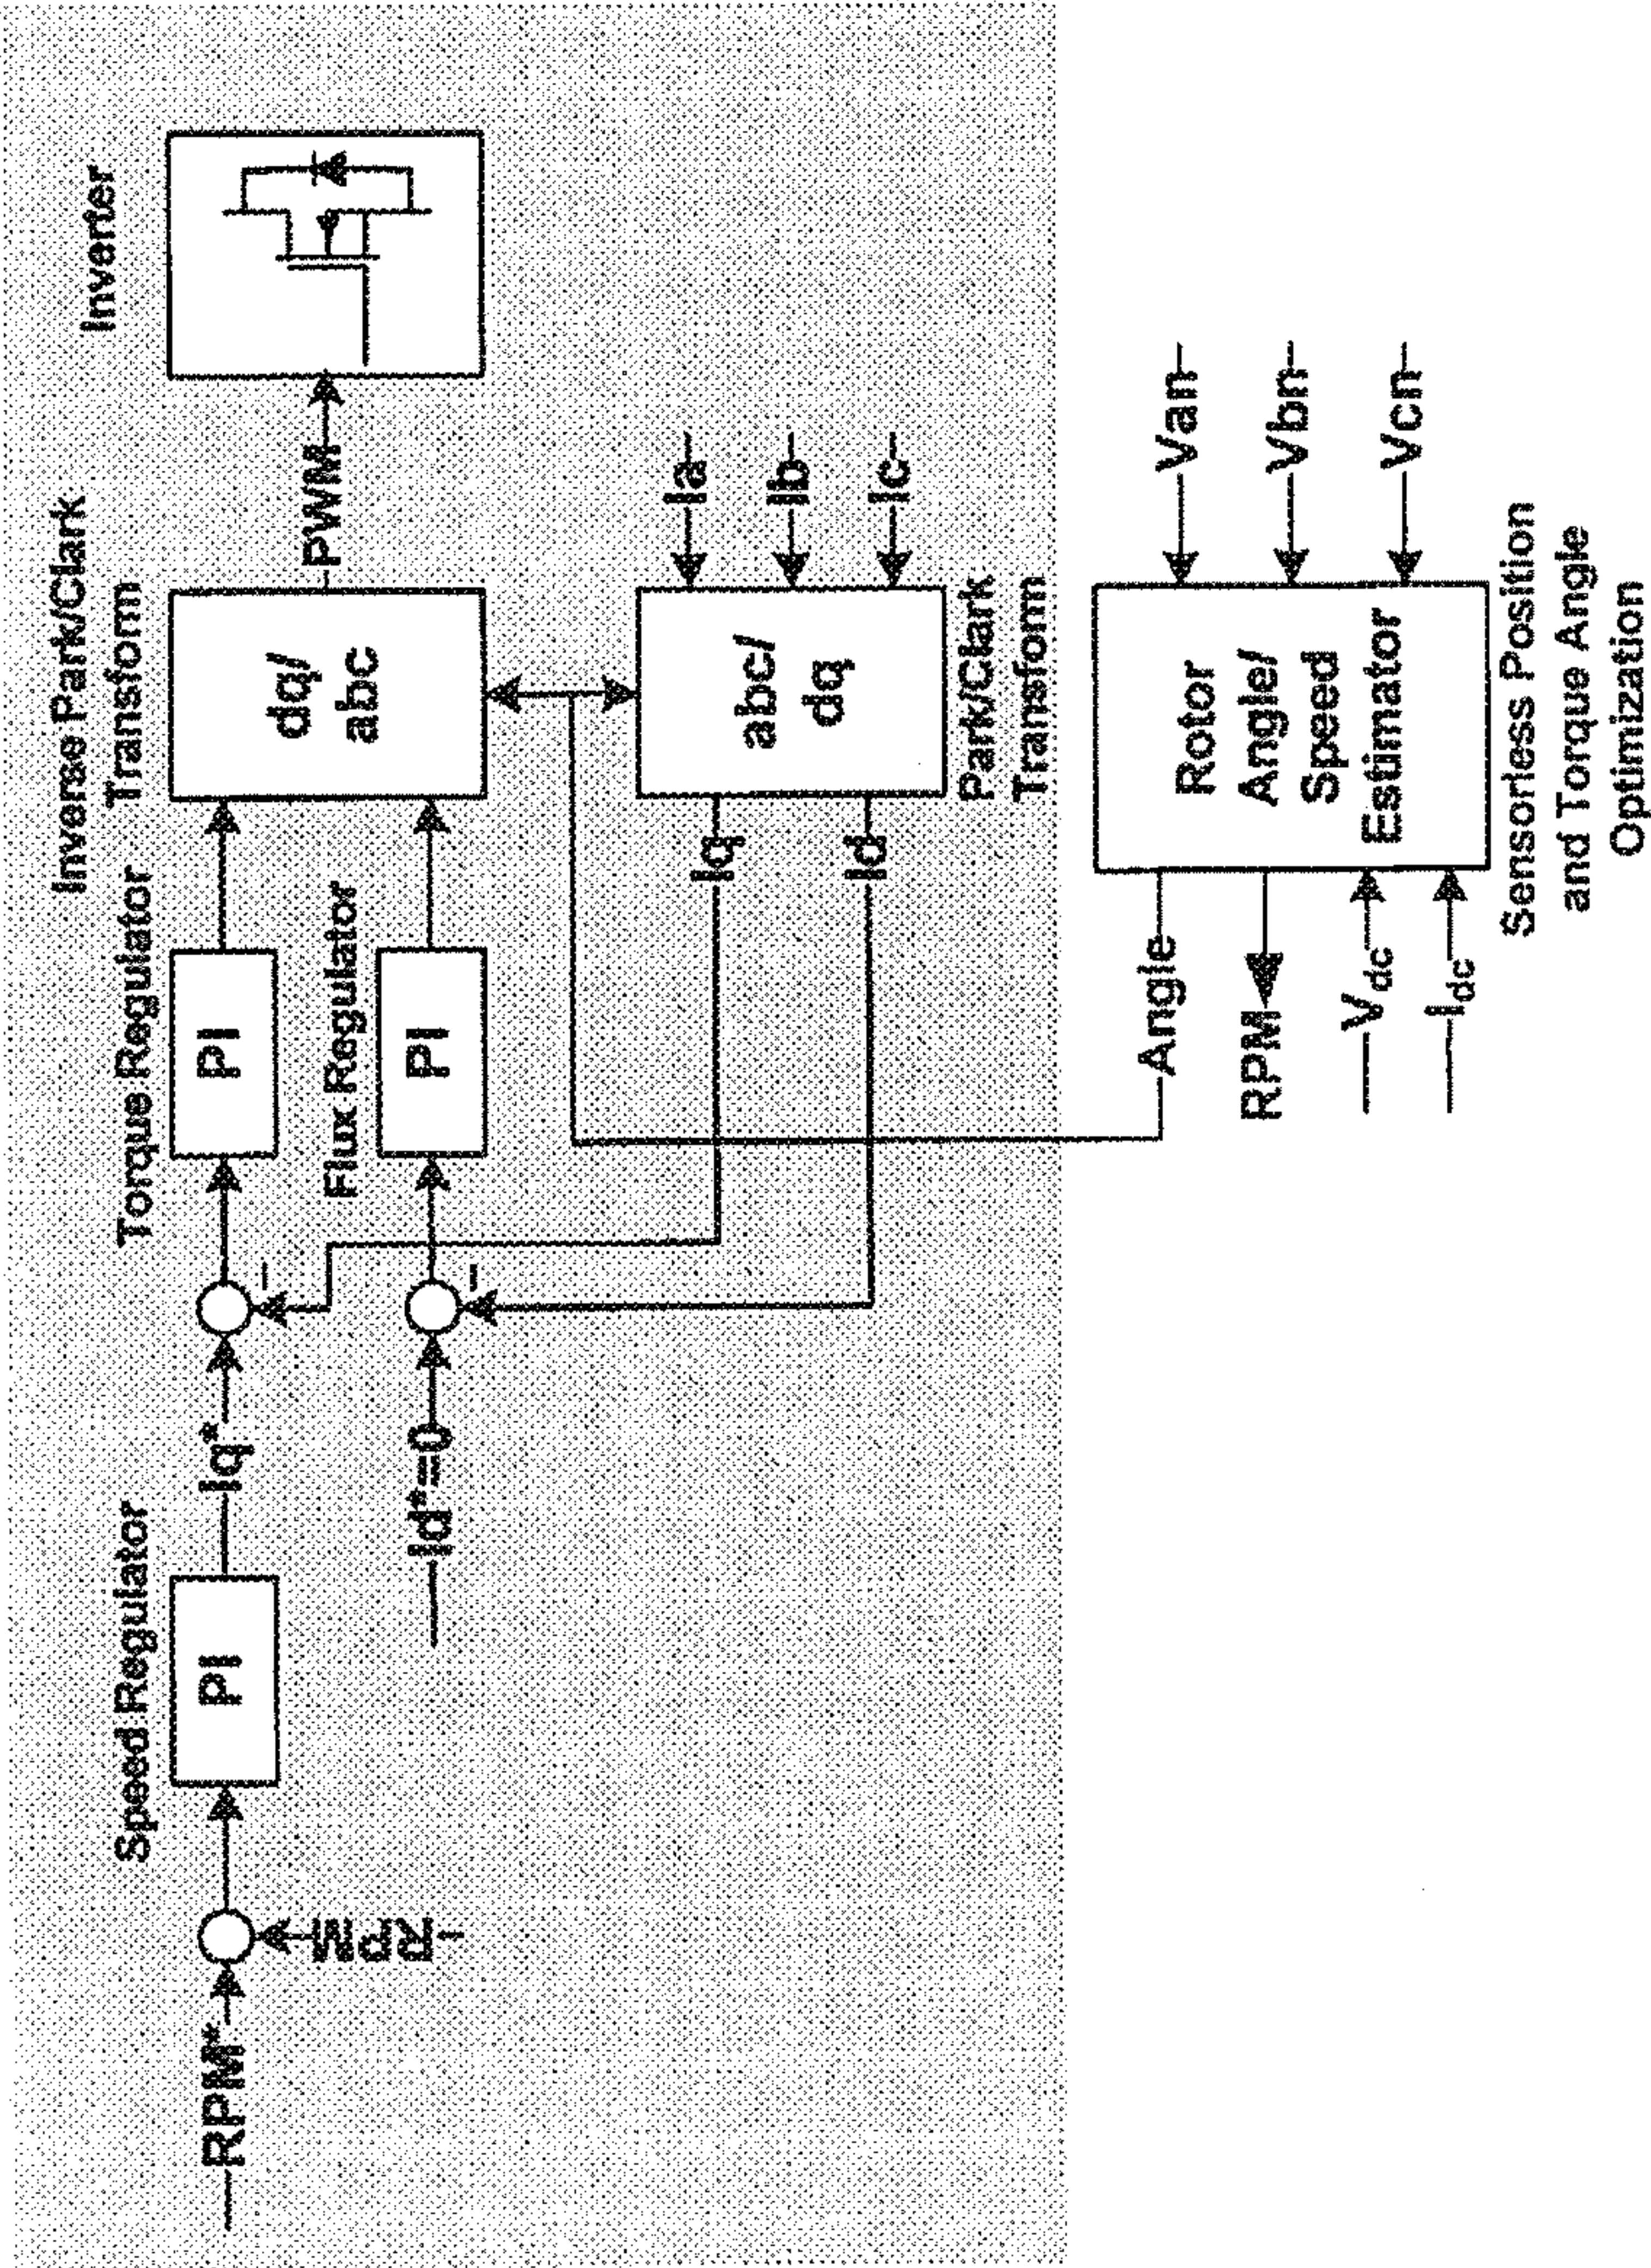 Inverse Park/Clark
Transform
Inverter
Speed Regulator
Torque Regulator
RPM*
PI
Iq*
PI
dq/
abc
PWM
RpM
Flux Regulator
Id*=0
PI
Iq
Id
abc/
dq
Ia
Ib
Ic
Park/Clark
Transform
Angle
RPM
Vdc
Idc
Rotor
Angle/
Speed
Estimator
Van
Vbn
Vcn
Sensorless Position
and Torque Angle
Optimization